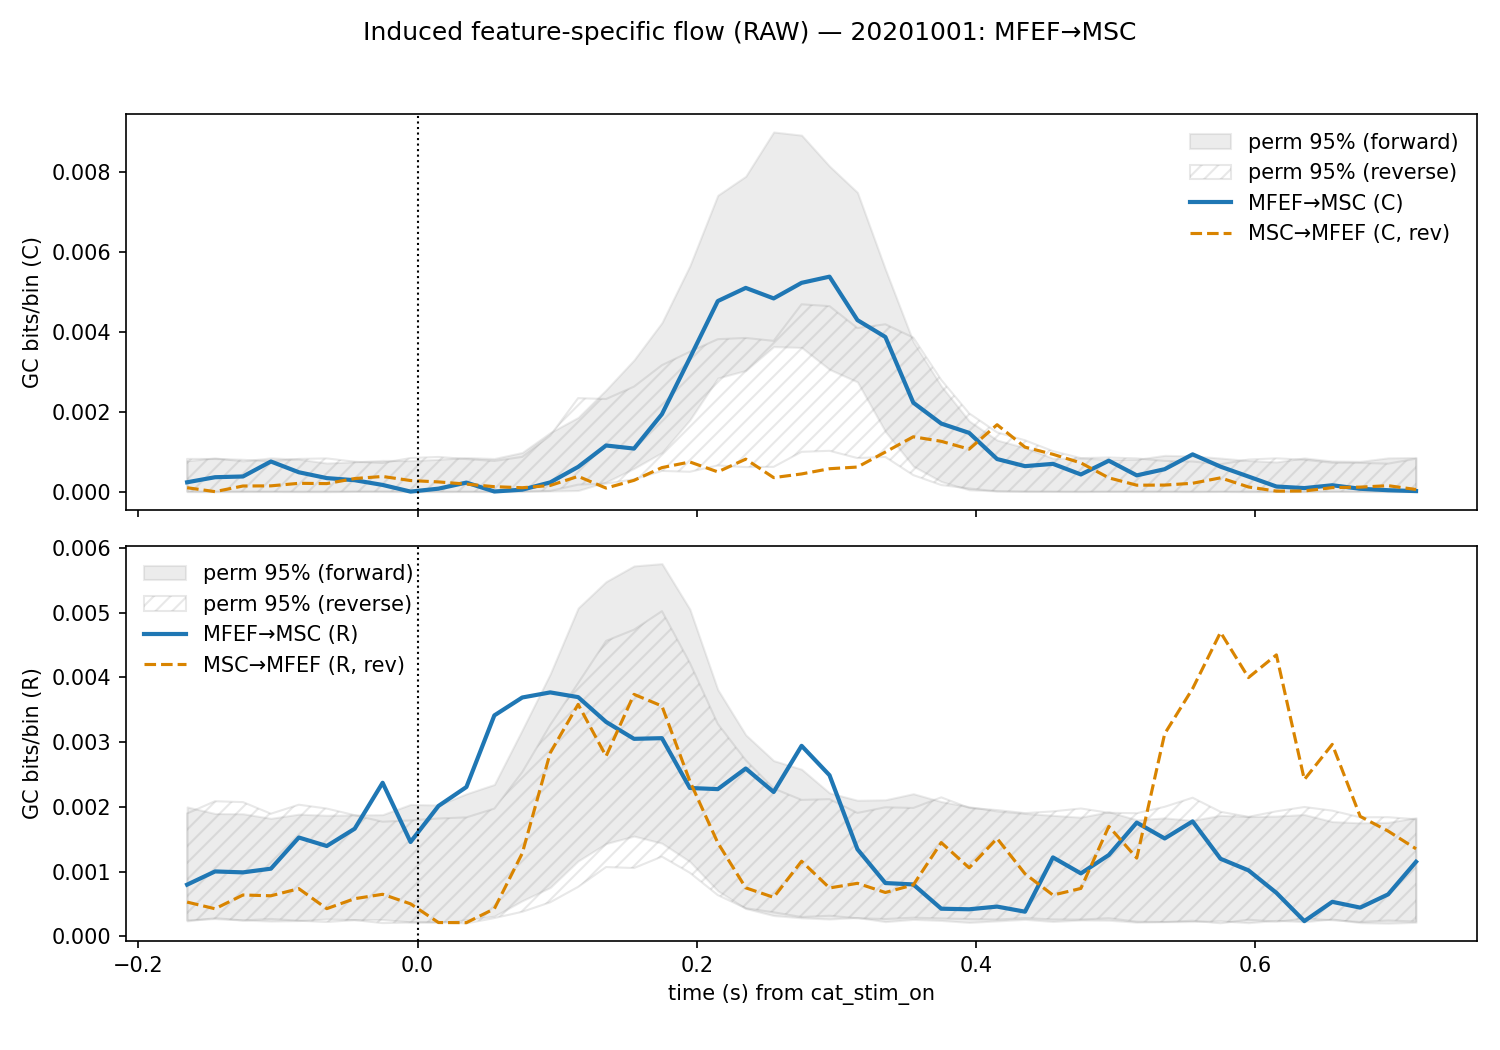 Induced feature-specific flow (RAW) — 20201001: MFEF→MSC
GC bits/bin (C)
0.008
0.006
0.004
0.002
0.000
perm 95% (forward)
perm 95% (reverse)
MFEF→MSC (C)
MSC→MFEF (C, rev)
GC bits/bin (R)
0.006
0.005
0.004
0.003
0.002
0.001
0.000
perm 95% (forward)
perm 95% (reverse)
MFEF→MSC (R)
MSC→MFEF (R, rev)
−0.2 0.0 0.2 0.4 0.6
time (s) from cat_stim_on